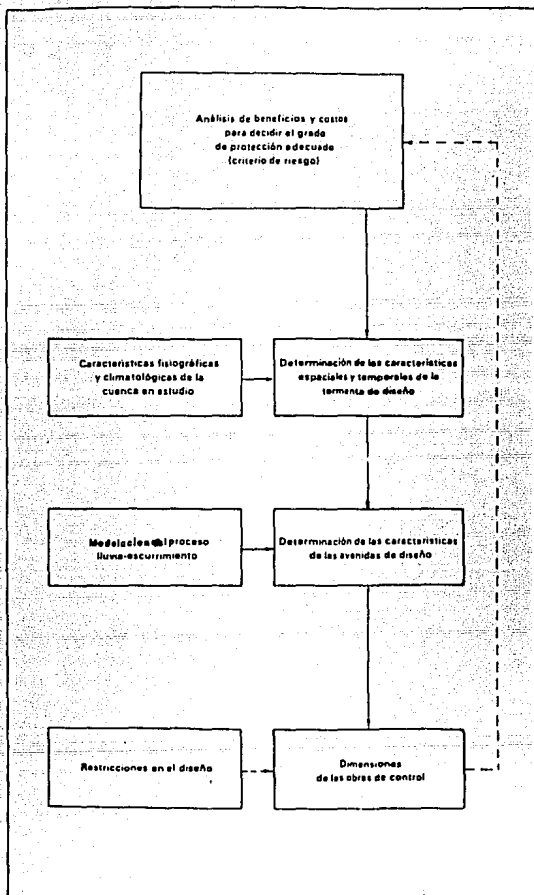 Análisis de beneficios y costos
para decidir el grado
de protección adecuado
(criterio de riesgo)
Características fisiográficas
y climatológicas de la
cuenca en estudio
Determinación de las características
espaciales y temporales de la
tormenta de diseño
Modelación del proceso
lluvia-escurrimiento
Determinación de las características
de las avenidas de diseño
Restricciones en el diseño
Dimensiones
de las obras de control